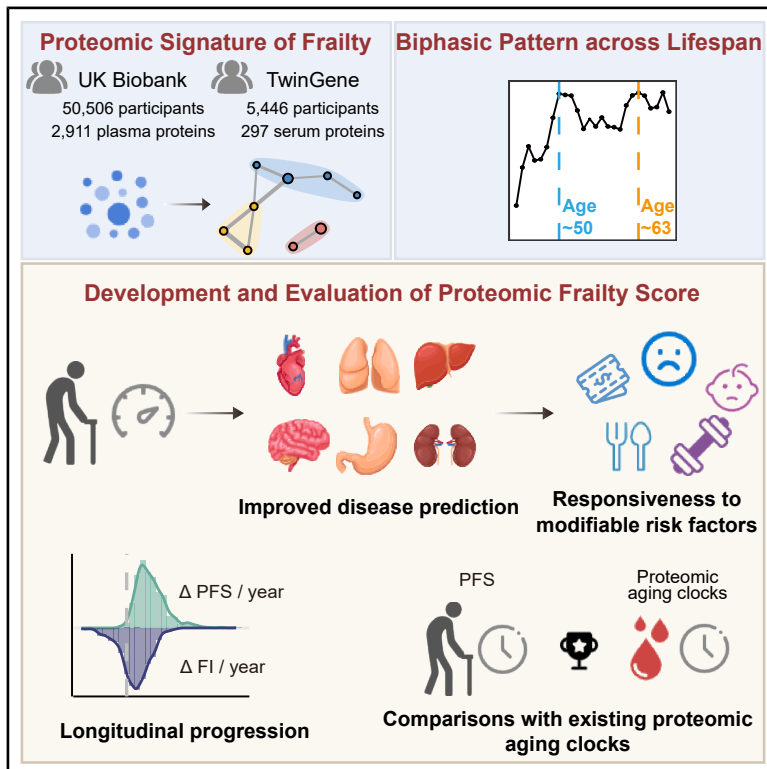 Proteomic Signature of Frailty
UK Biobank
50,506 participants
2,911 plasma proteins
TwinGene
5,446 participants
297 serum proteins
Biphasic Pattern across Lifespan
Age
~50
Age
~63
Development and Evaluation of Proteomic Frailty Score
$
Improved disease prediction
Responsiveness to
modifiable risk factors
Δ PFS / year
Δ FI / year
Longitudinal progression
PFS
Proteomic
aging clocks
Comparisons with existing proteomic
aging clocks